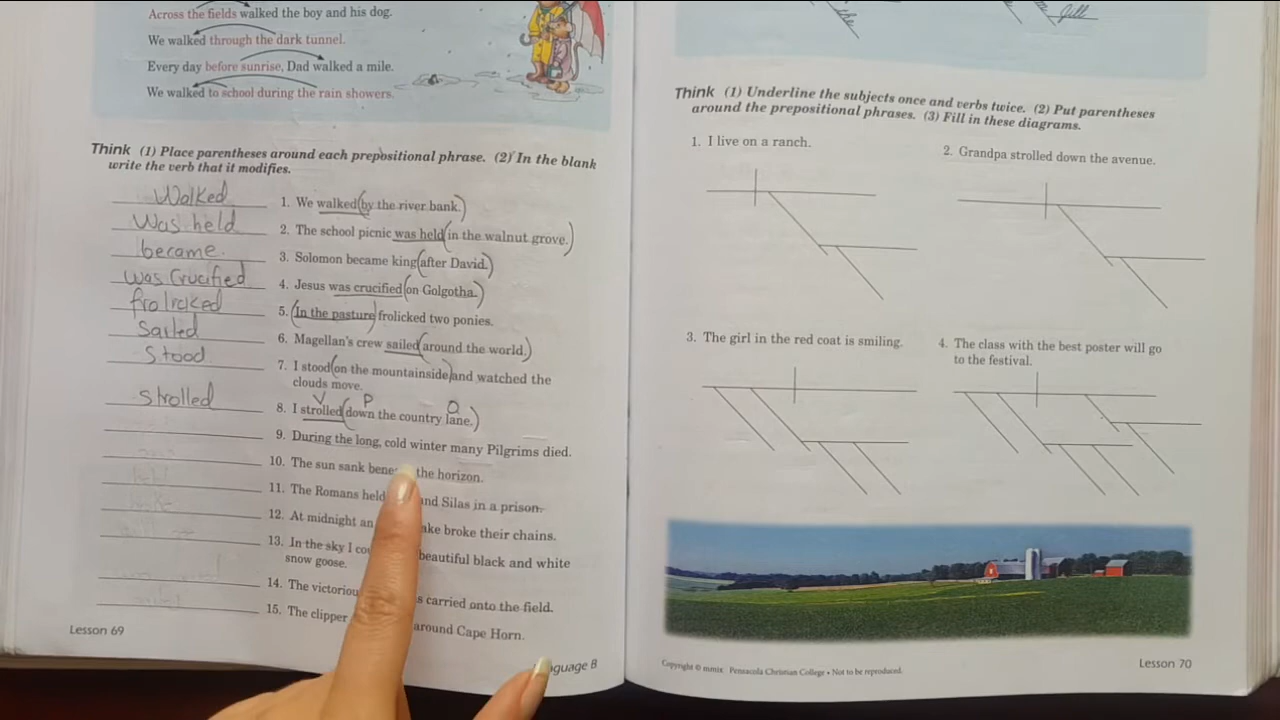 Across the fields walked the boy and his dog.
We walked through the dark tunnel.
Every day before sunrise, Dad walked a mile.
We walked to school during the rain showers.
Think (1) Place parentheses around each prepositional phrase. (2) In the blank
write the verb that it modifies.
Walked 1. We walked (by the river bank.)
Was held 2. The school picnic was held (in the walnut grove.)
became. 3. Solomon became king (after David.)
was Crucified 4. Jesus was crucified (on Golgotha.)
frolicked 5. (In the pasture) frolicked two ponies.
Sailed 6. Magellan's crew sailed (around the world.)
Stood 7. I stood (on the mountainside) and watched the
clouds move.
V P O
strolled 8. I strolled (down the country lane.)
9. During the long, cold winter many Pilgrims died.
10. The sun sank the horizon.
11. The Romans held and Silas in a prison.
12. At midnight an broke their chains.
13. In the sky I beautiful black and white
snow goose.
14. The carried onto the field.
15. The clipper around Cape Horn.
Lesson 69
B
the
Jill
Think (1) Underline the subjects once and verbs twice. (2) Put parentheses
around the prepositional phrases. (3) Fill in these diagrams.
1. I live on a ranch.
2. Grandpa strolled down the avenue.
3. The girl in the red coat is smiling.
4. The class with the best poster will go
to the festival.
Copyright © mmix Pensacola Christian College • Not to be reproduced.
Lesson 70